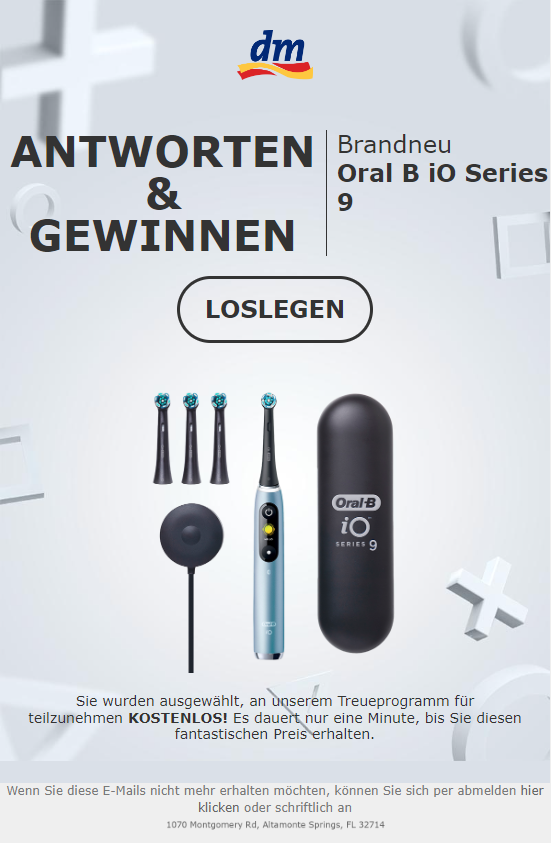 dm
ANTWORTEN
&
GEWINNEN
Brandneu
Oral B iO Series
9
LOSLEGEN
Oral-B
iO
SERIES 9
Sie wurden ausgewählt, an unserem Treueprogramm für
teilzunehmen KOSTENLOS! Es dauert nur eine Minute, bis Sie diesen
fantastischen Preis erhalten.
Wenn Sie diese E-Mails nicht mehr erhalten möchten, können Sie sich per abmelden hier
klicken oder schriftlich an
1070 Montgomery Rd, Altamonte Springs, FL 32714